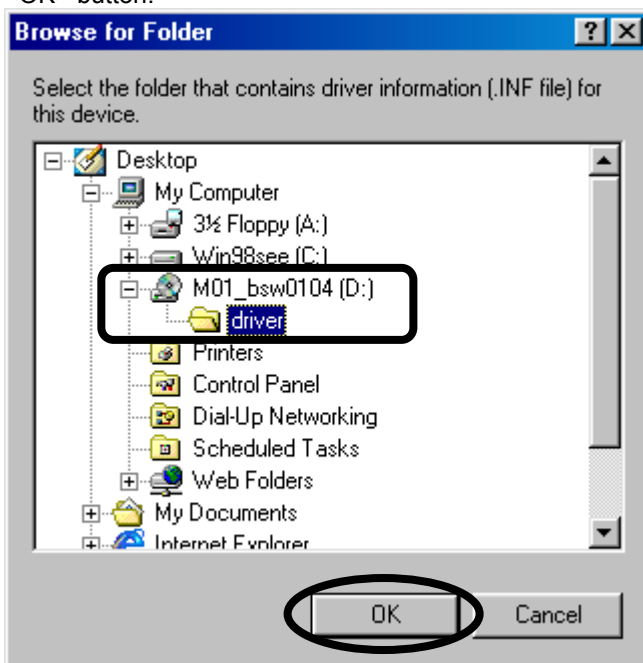 "OK" button.
Browse for Folder
Select the folder that contains driver information (.INF file) for
this device.
Desktop
My Computer
3½ Floppy (A:)
Win98see (C:)
M01_bsw0104 (D:)
driver
Printers
Control Panel
Dial-Up Networking
Scheduled Tasks
Web Folders
My Documents
Internet Explorer
OK Cancel